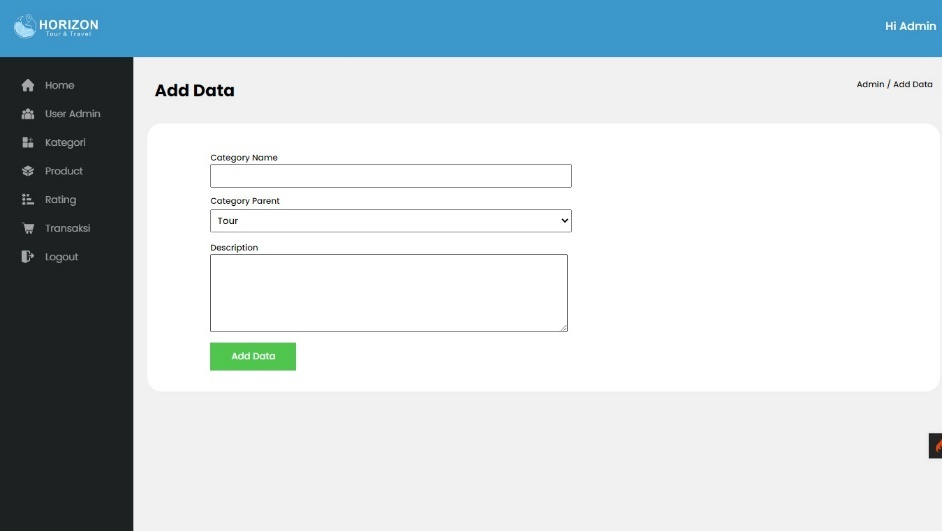 HORIZON
Tour & Travel
Hi Admin
Home
User Admin
Kategori
Product
Rating
Transaksi
Logout
Add Data
Admin / Add Data
Category Name
Category Parent
Tour
Description
Add Data